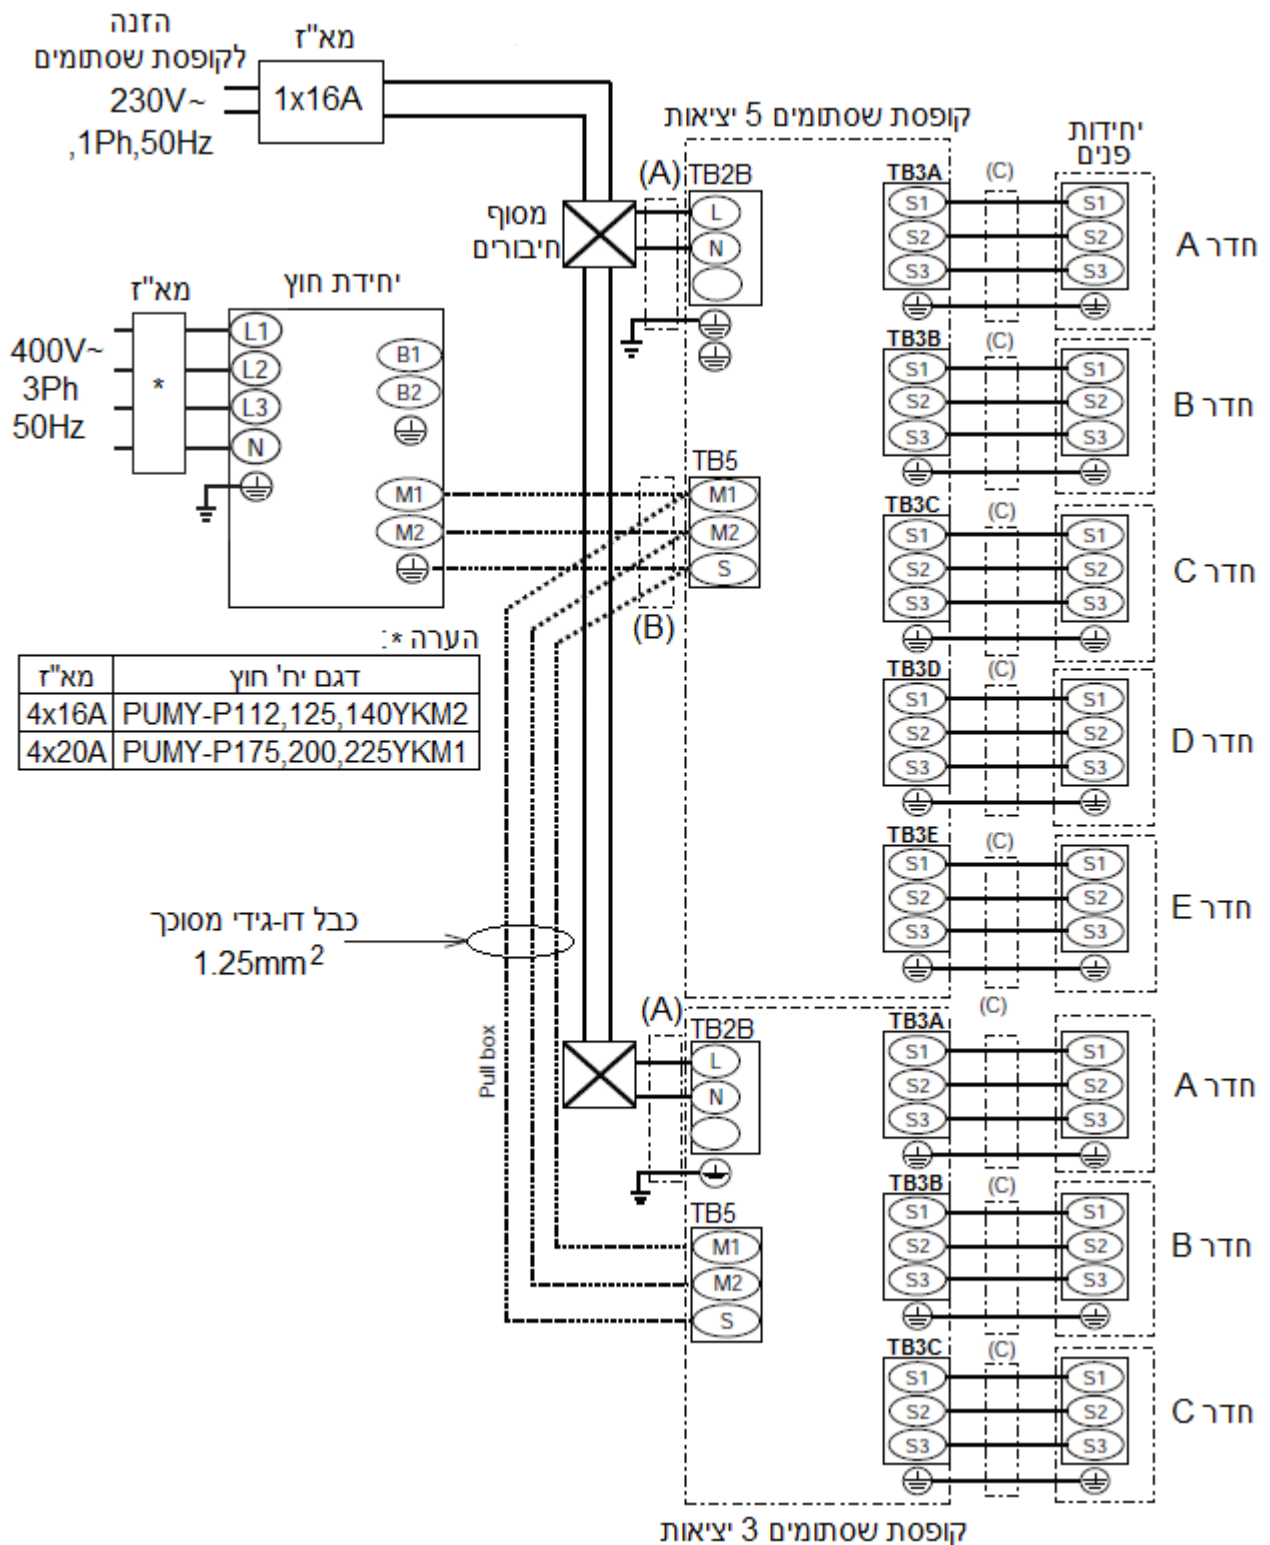 הזנה
לקופסת שסתומים
230V~
,1Ph,50Hz
מא"ז
1x16A
קופסת שסתומים 5 יציאות
יחידות
פנים
מסוף
חיבורים
(A)
TB2B
L
N
TB3A
(C)
S1
S2
S3
S1
S2
S3
חדר A
מא"ז
יחידת חוץ
400V~
3Ph
50Hz
*
L1
L2
L3
N
B1
B2
M1
M2
TB3B
(C)
S1
S2
S3
S1
S2
S3
חדר B
TB5
M1
M2
S
(B)
TB3C
(C)
S1
S2
S3
S1
S2
S3
חדר C
הערה *:
דגם יח' חוץ מא"ז
PUMY-P112,125,140YKM2 4x16A
PUMY-P175,200,225YKM1 4x20A
TB3D
(C)
S1
S2
S3
S1
S2
S3
חדר D
TB3E
(C)
S1
S2
S3
S1
S2
S3
חדר E
כבל דו-גידי מסוכך
1.25mm²
Pull box
(A)
TB2B
L
N
TB3A
(C)
S1
S2
S3
S1
S2
S3
חדר A
TB5
M1
M2
S
TB3B
(C)
S1
S2
S3
S1
S2
S3
חדר B
TB3C
(C)
S1
S2
S3
S1
S2
S3
חדר C
קופסת שסתומים 3 יציאות